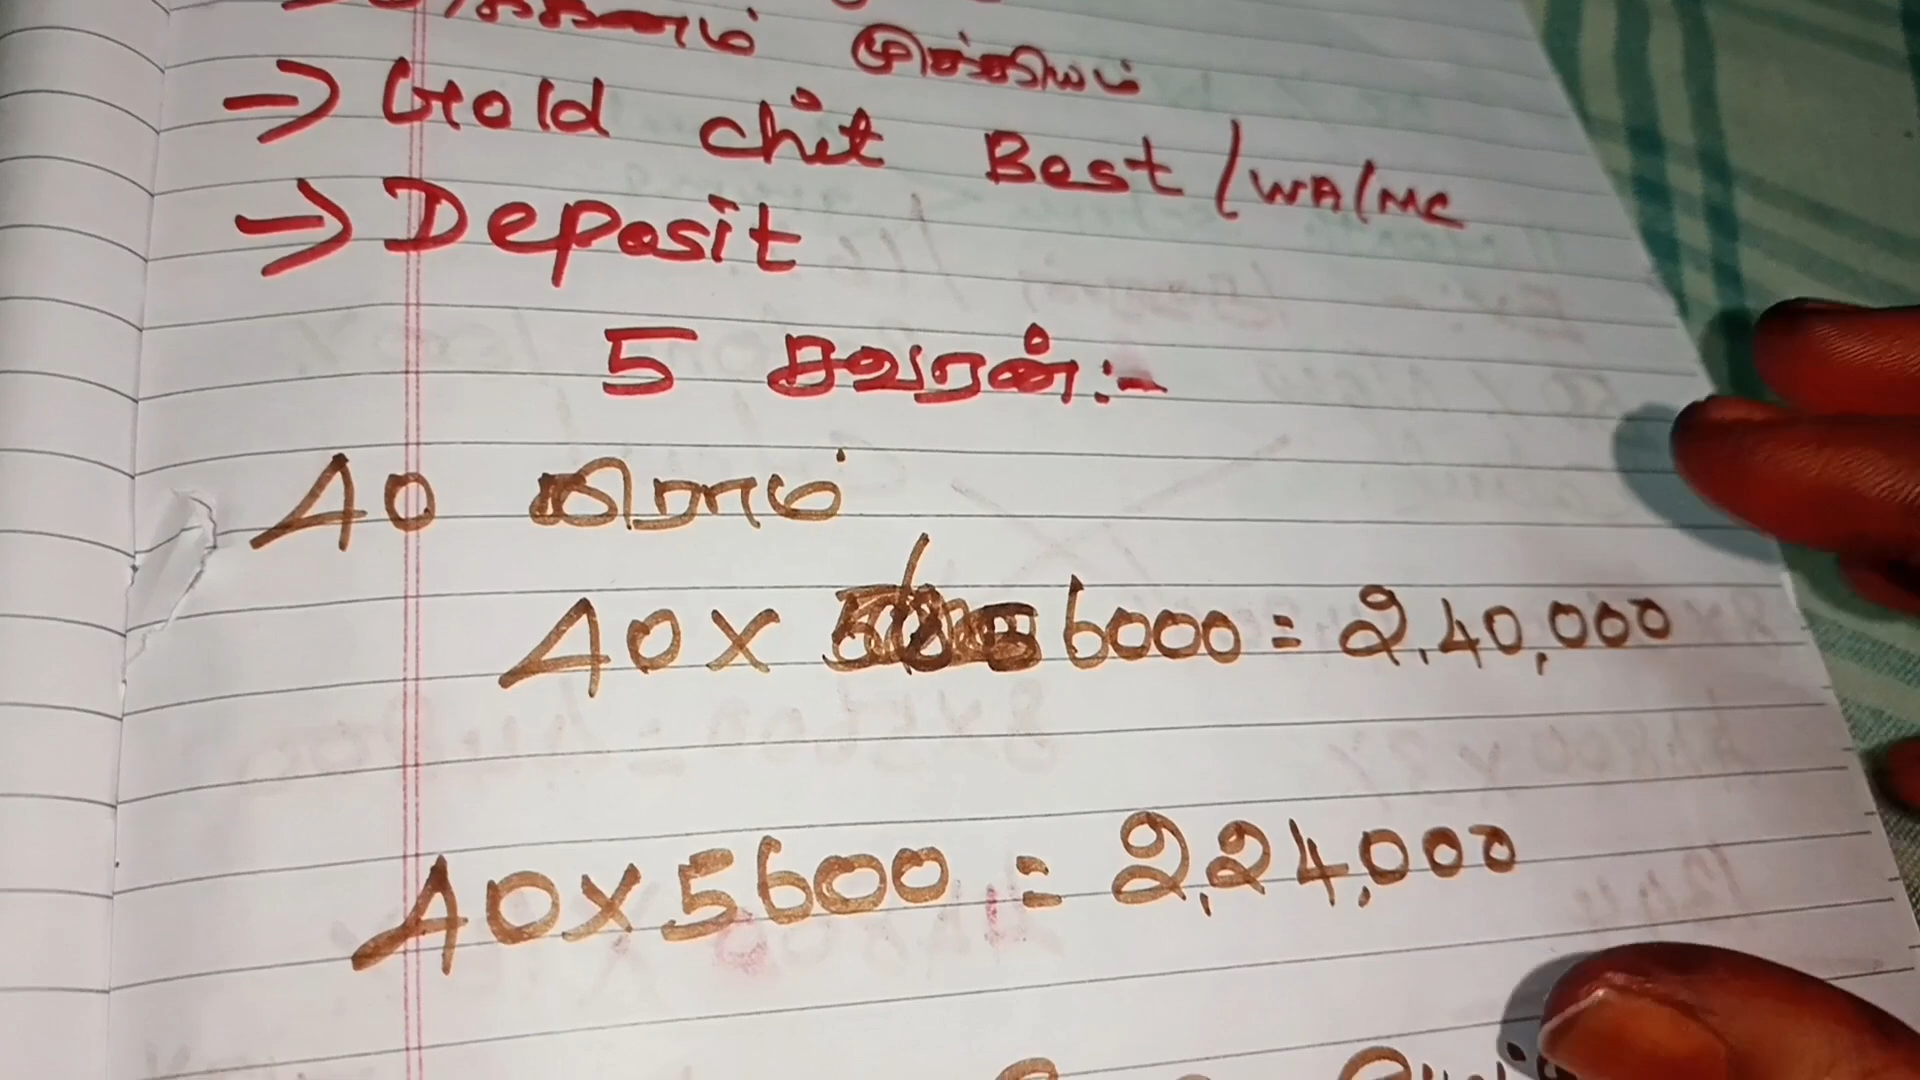 முக்கியம்
→ Gold chit Best / WA / MC
→ Deposit
5 சவரன் :-
40 கிராம்
40 x 6000 = 2,40,000
40 x 5600 = 2,24,000